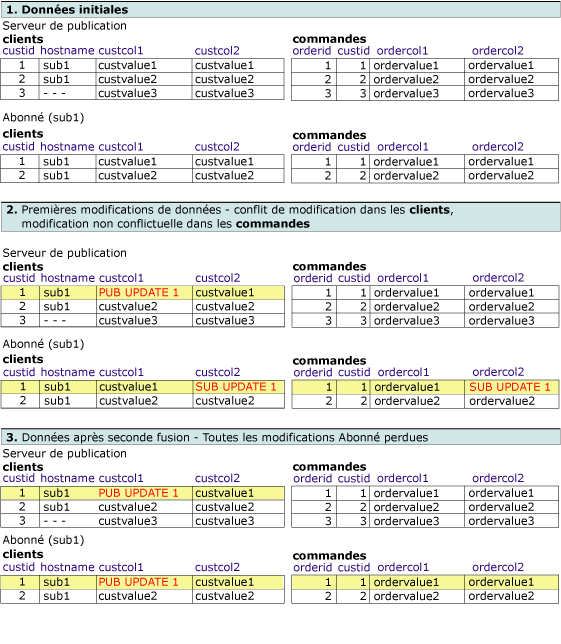 1. Données initiales
Serveur de publication
clients commandes
custid hostname custcol1 custcol2 orderid custid ordercol1 ordercol2
1 sub1 custvalue1 custvalue1 1 1 ordervalue1 ordervalue1
2 sub1 custvalue2 custvalue2 2 2 ordervalue2 ordervalue2
3 - - - custvalue3 custvalue3 3 3 ordervalue3 ordervalue3
Abonné (sub1)
clients commandes
custid hostname custcol1 custcol2 orderid custid ordercol1 ordercol2
1 sub1 custvalue1 custvalue1 1 1 ordervalue1 ordervalue1
2 sub1 custvalue2 custvalue2 2 2 ordervalue2 ordervalue2
2. Premières modifications de données - conflit de modification dans les clients,
modification non conflictuelle dans les commandes
Serveur de publication
clients commandes
custid hostname custcol1 custcol2 orderid custid ordercol1 ordercol2
1 sub1 PUB UPDATE 1 custvalue1 1 1 ordervalue1 ordervalue1
2 sub1 custvalue2 custvalue2 2 2 ordervalue2 ordervalue2
3 - - - custvalue3 custvalue3 3 3 ordervalue3 ordervalue3
Abonné (sub1)
clients commandes
custid hostname custcol1 custcol2 orderid custid ordercol1 ordercol2
1 sub1 custvalue1 SUB UPDATE 1 1 1 ordervalue1 SUB UPDATE 1
2 sub1 custvalue2 custvalue2 2 2 ordervalue2 ordervalue2
3. Données après seconde fusion - Toutes les modifications Abonné perdues
Serveur de publication
clients commandes
custid hostname custcol1 custcol2 orderid custid ordercol1 ordercol2
1 sub1 PUB UPDATE 1 custvalue1 1 1 ordervalue1 ordervalue1
2 sub1 custvalue2 custvalue2 2 2 ordervalue2 ordervalue2
3 - - - custvalue3 custvalue3 3 3 ordervalue3 ordervalue3
Abonné (sub1)
clients commandes
custid hostname custcol1 custcol2 orderid custid ordercol1 ordercol2
1 sub1 PUB UPDATE 1 custvalue1 1 1 ordervalue1 ordervalue1
2 sub1 custvalue2 custvalue2 2 2 ordervalue2 ordervalue2